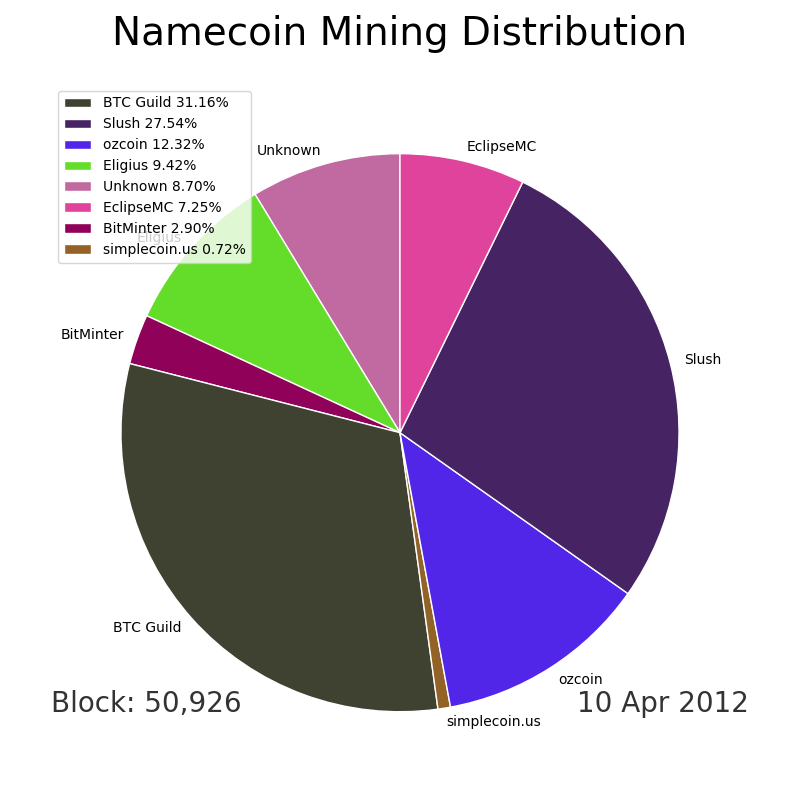 Namecoin Mining Distribution
BTC Guild 31.16%
Slush 27.54%
ozcoin 12.32%
Eligius 9.42%
Unknown 8.70%
EclipseMC 7.25%
BitMinter 2.90%
simplecoin.us 0.72%
Unknown
EclipseMC
Eligius
BitMinter
Slush
BTC Guild
ozcoin
simplecoin.us
Block: 50,926
10 Apr 2012